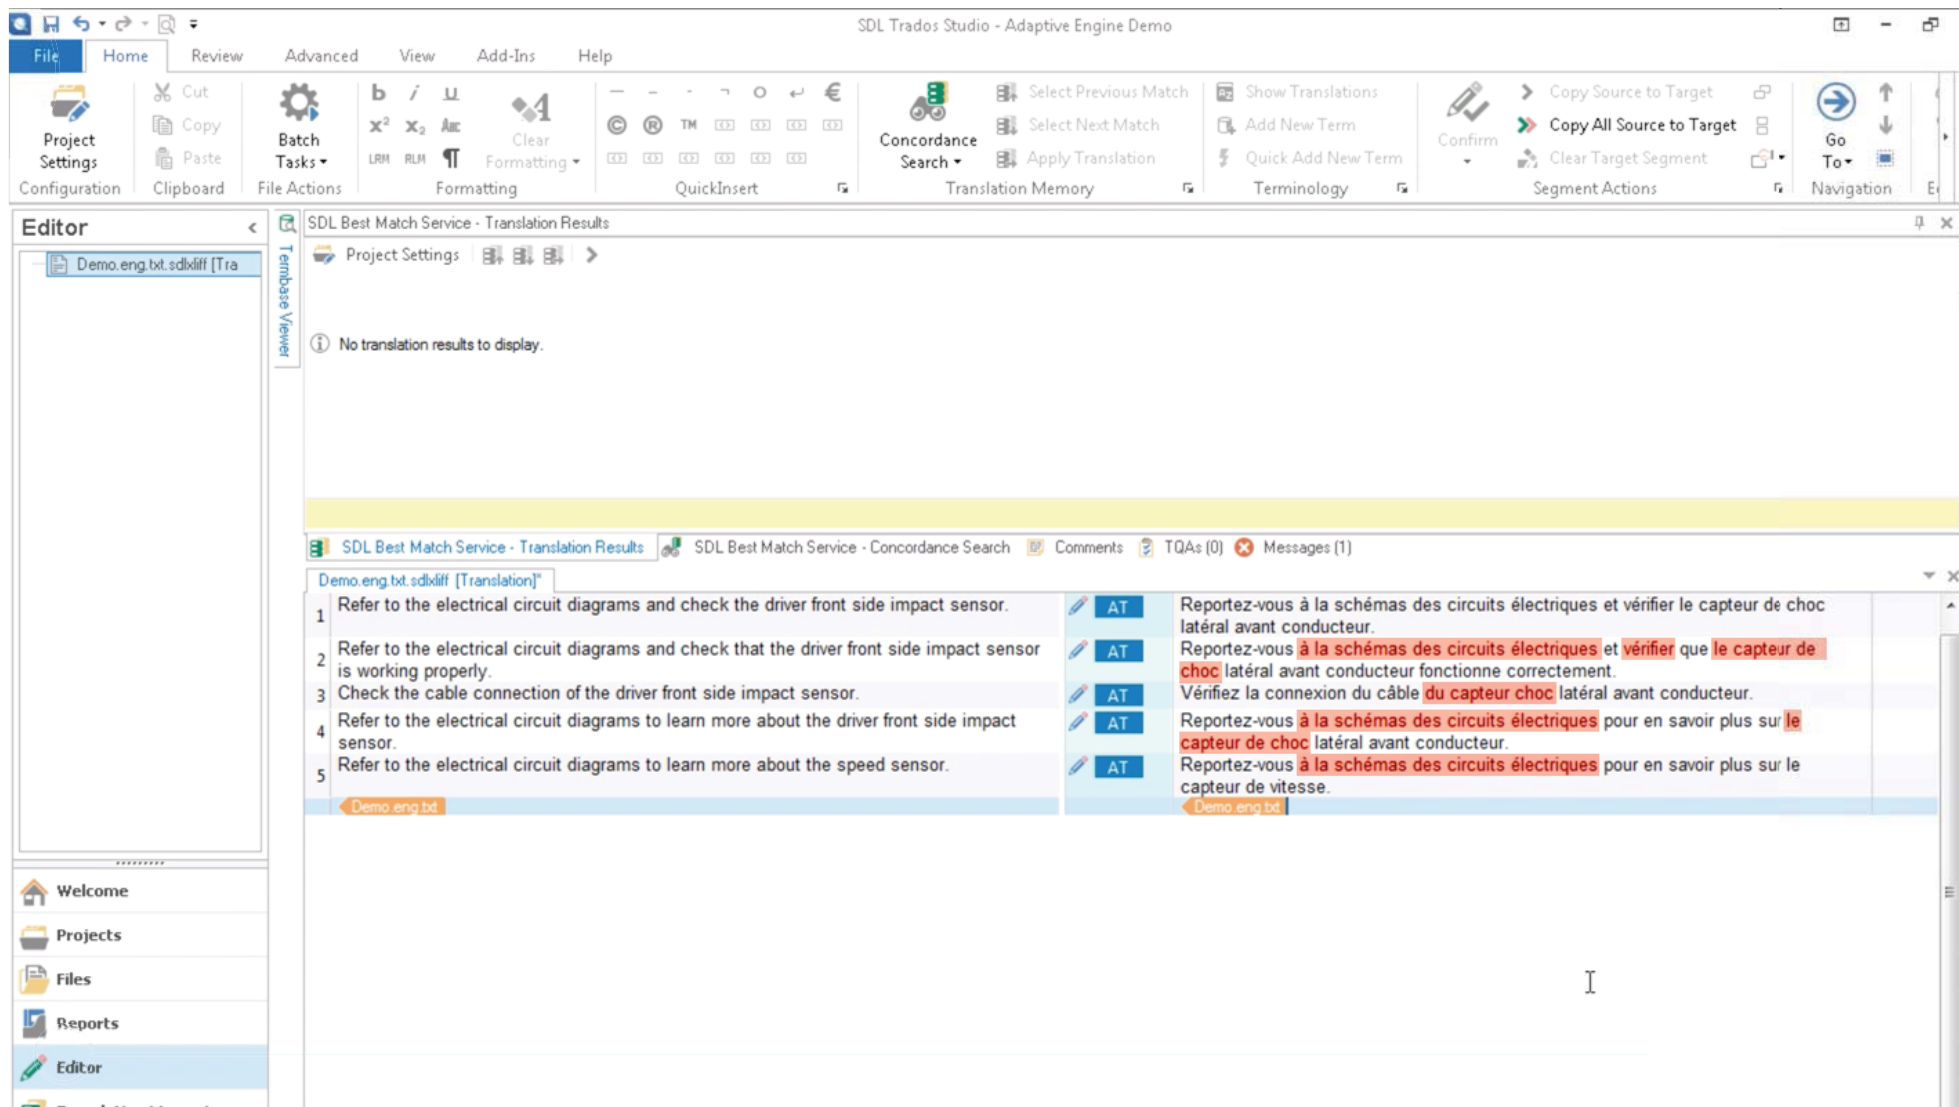 SDL Trados Studio - Adaptive Engine Demo
File Home Review Advanced View Add-Ins Help
Project Settings
Configuration
Cut
Copy
Paste
Clipboard
Batch Tasks
File Actions
b i u
x² x₂ ABC
LRM RLM ¶
Clear Formatting
Formatting
— – - ¬ o ↵ €
© ® TM
QuickInsert
Concordance Search
Select Previous Match
Select Next Match
Apply Translation
Translation Memory
Show Translations
Add New Term
Quick Add New Term
Terminology
Confirm
Copy Source to Target
Copy All Source to Target
Clear Target Segment
Segment Actions
Go To
Navigation
Editor
Demo.eng.txt.sdlxliff [Tra
Termbase Viewer
SDL Best Match Service - Translation Results
Project Settings
No translation results to display.
SDL Best Match Service - Translation Results
SDL Best Match Service - Concordance Search
Comments
TQAs (0)
Messages (1)
Demo.eng.txt.sdlxliff [Translation]*
1 Refer to the electrical circuit diagrams and check the driver front side impact sensor.
AT
Reportez-vous à la schémas des circuits électriques et vérifier le capteur de choc
latéral avant conducteur.
2 Refer to the electrical circuit diagrams and check that the driver front side impact sensor
is working properly.
AT
Reportez-vous à la schémas des circuits électriques et vérifier que le capteur de
choc latéral avant conducteur fonctionne correctement.
3 Check the cable connection of the driver front side impact sensor.
AT
Vérifiez la connexion du câble du capteur choc latéral avant conducteur.
4 Refer to the electrical circuit diagrams to learn more about the driver front side impact
sensor.
AT
Reportez-vous à la schémas des circuits électriques pour en savoir plus sur le
capteur de choc latéral avant conducteur.
5 Refer to the electrical circuit diagrams to learn more about the speed sensor.
AT
Reportez-vous à la schémas des circuits électriques pour en savoir plus sur le
capteur de vitesse.
Demo.eng.txt
Demo.eng.txt
Welcome
Projects
Files
Reports
Editor